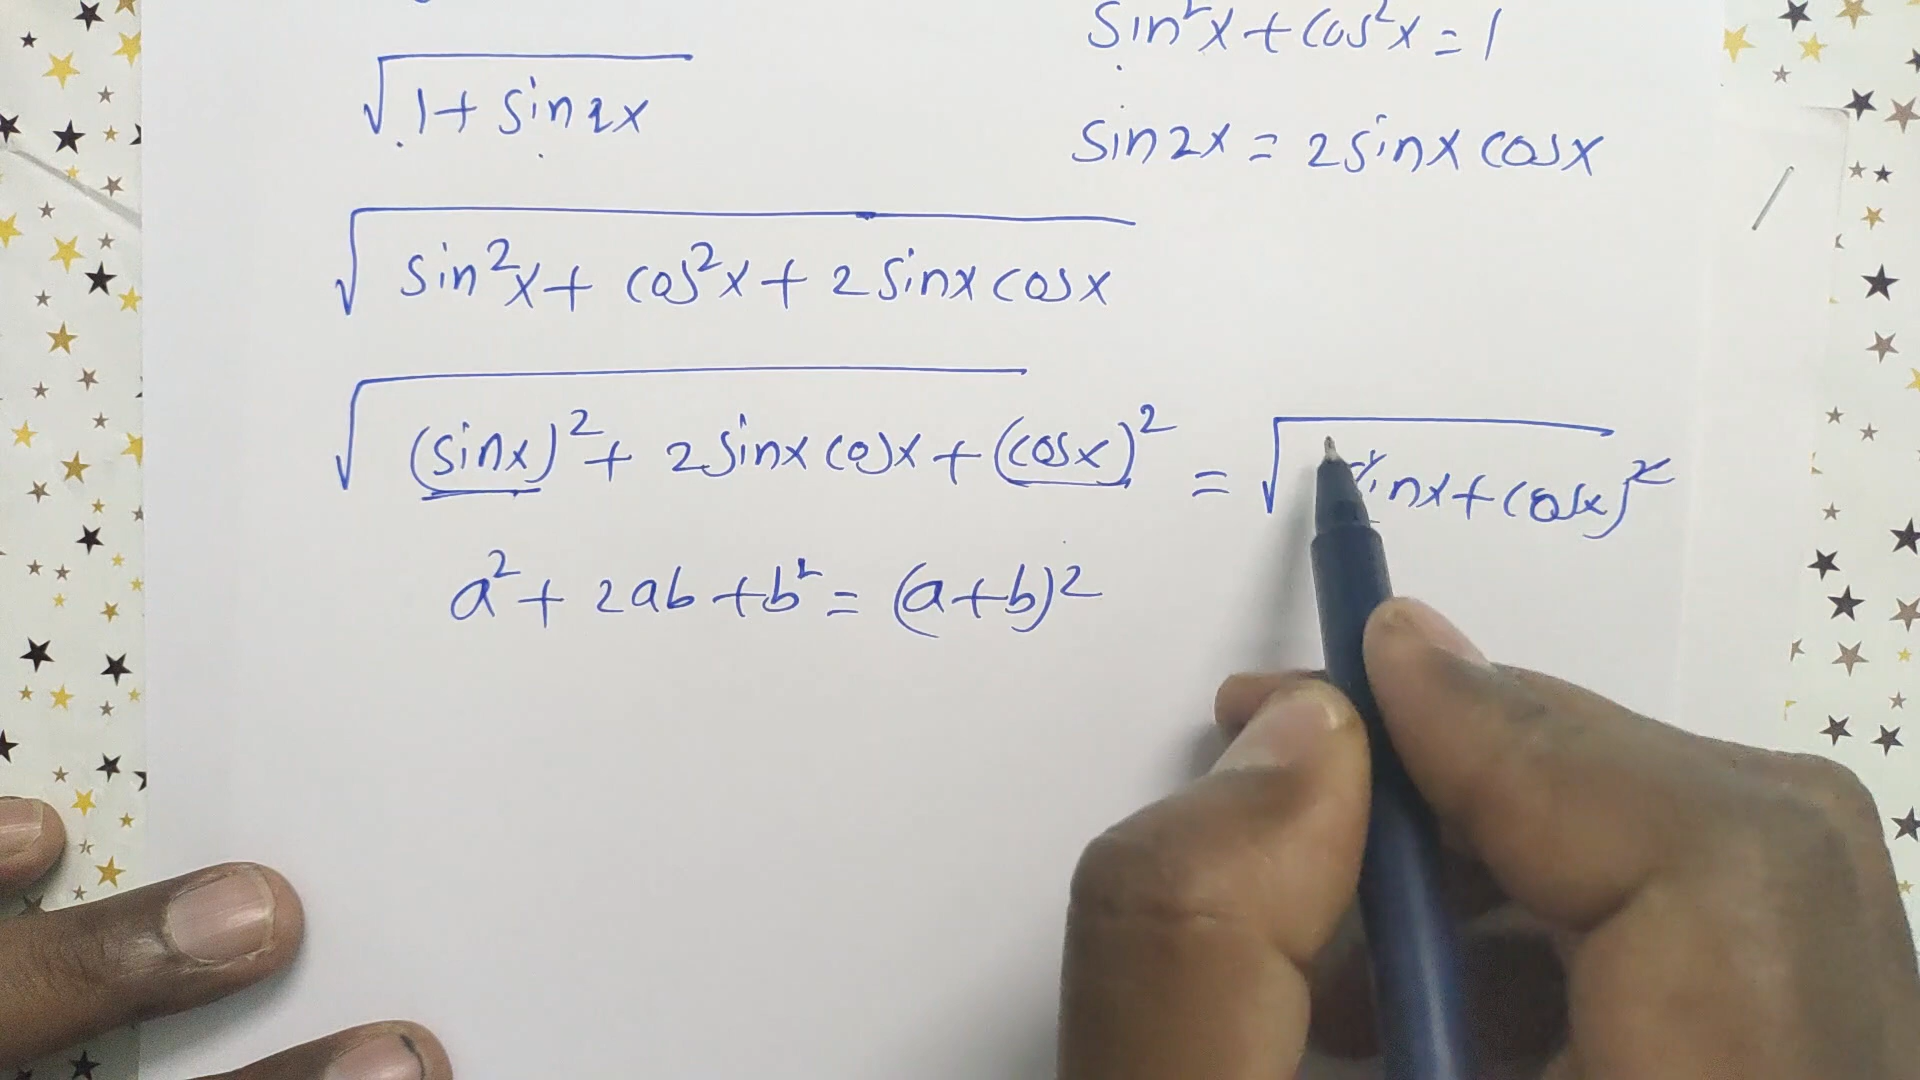 sin²x + cos²x = 1
√1 + sin2x
sin2x = 2sinx cosx
√sin²x + cos²x + 2sinx cosx
√(sinx)² + 2sinx cosx + (cosx)² = √(sinx + cosx)²
a² + 2ab + b² = (a+b)²